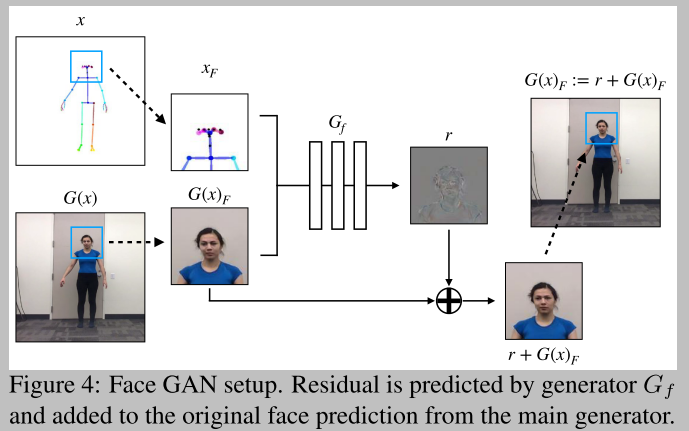 x
x_F
G(x)_F := r + G(x)_F
G_f
r
G(x)
G(x)_F
r + G(x)_F
Figure 4: Face GAN setup. Residual is predicted by generator G_f
and added to the original face prediction from the main generator.